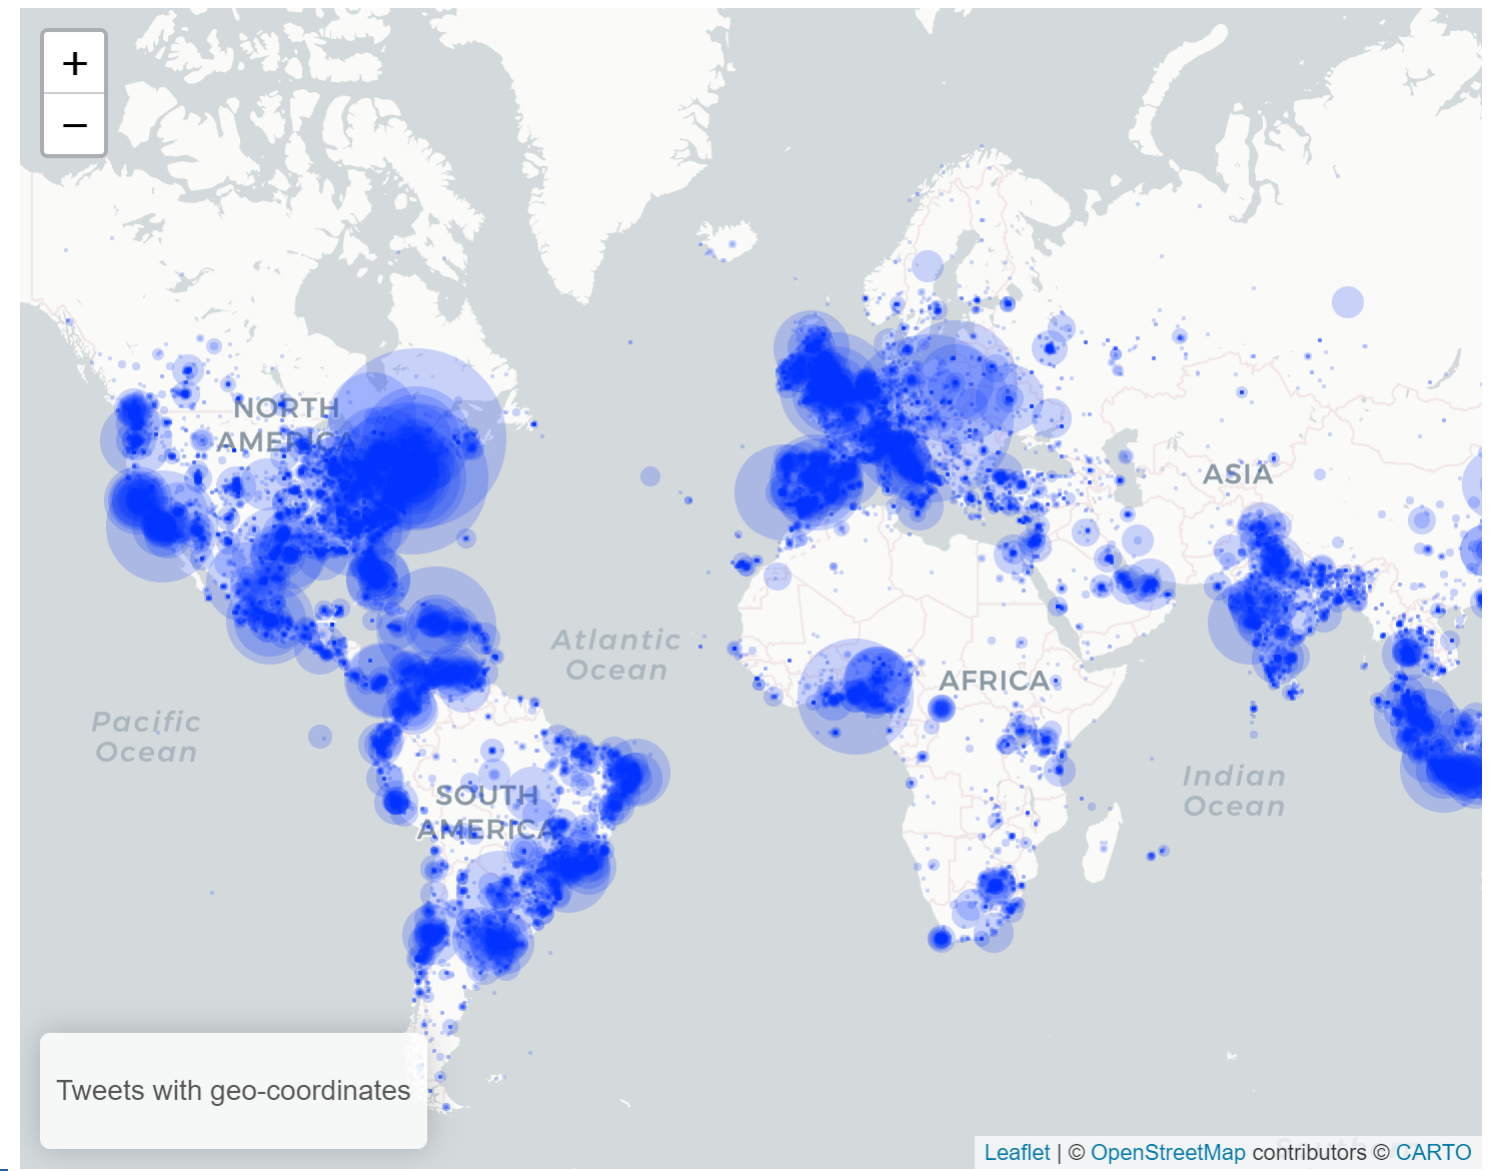 +
−
NORTH
AMERICA
ASIA
Atlantic
Ocean
AFRICA
Pacific
Ocean
SOUTH
AMERICA
Indian
Ocean
Tweets with geo-coordinates
Leaflet | © OpenStreetMap contributors © CARTO